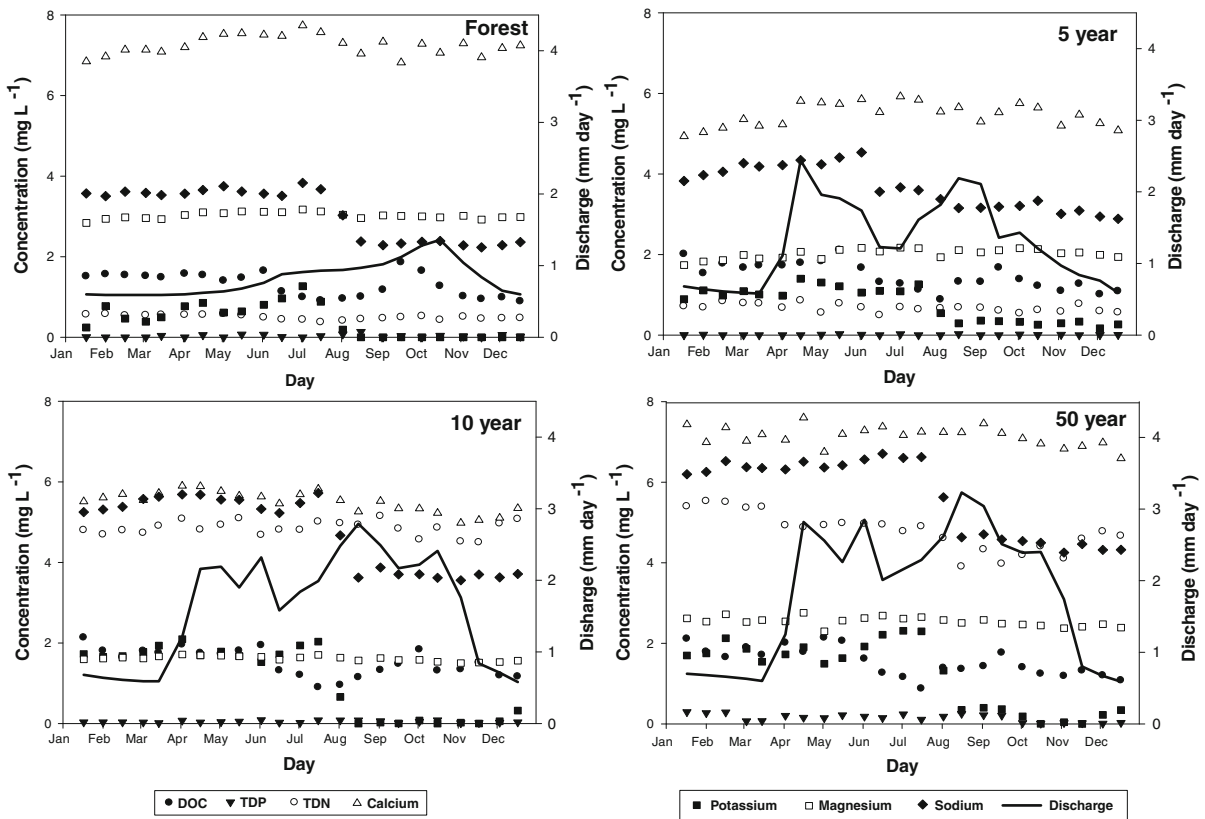 Forest
Concentration (mg L -1)
8
6
4
2
0
4
3
2
1
0
Discharge (mm day -1)
Jan Feb Mar Apr May Jun Jul Aug Sep Oct Nov Dec
Day
5 year
Concentration (mg L -1)
8
6
4
2
0
4
3
2
1
0
Discharge (mm day -1)
Jan Feb Mar Apr May Jun Jul Aug Sep Oct Nov Dec
Day
10 year
Concentration (mg L -1)
8
6
4
2
0
4
3
2
1
0
Disharge (mm day -1)
Jan Feb Mar Apr May Jun Jul Aug Sep Oct Nov Dec
Day
50 year
Concentration (mg L -1)
8
6
4
2
0
4
3
2
1
0
Discharge (mm day -1)
Jan Feb Mar Apr May Jun Jul Aug Sep Oct Nov Dec
Day
DOC TDP TDN Calcium
Potassium Magnesium Sodium Discharge